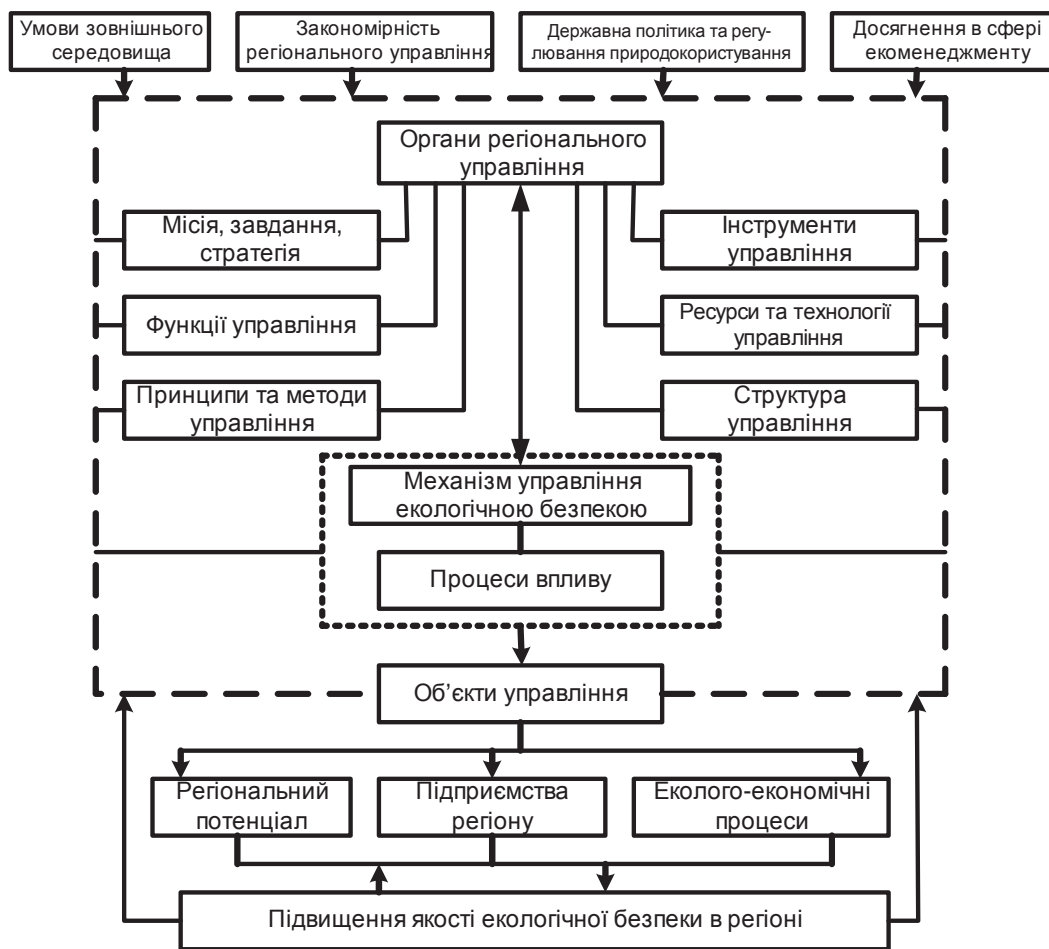 Умови зовнішнього
середовища
Закономірність
регіонального управління
Державна політика та регу-
лювання природокористування
Досягнення в сфері
екоменеджменту
Органи регіонального
управління
Місія, завдання,
стратегія
Інструменти
управління
Функції управління
Ресурси та технології
управління
Принципи та методи
управління
Структура
управління
Механізм управління
екологічною безпекою
Процеси впливу
Об’єкти управління
Регіональний
потенціал
Підприємства
регіону
Еколого-економічні
процеси
Підвищення якості екологічної безпеки в регіоні